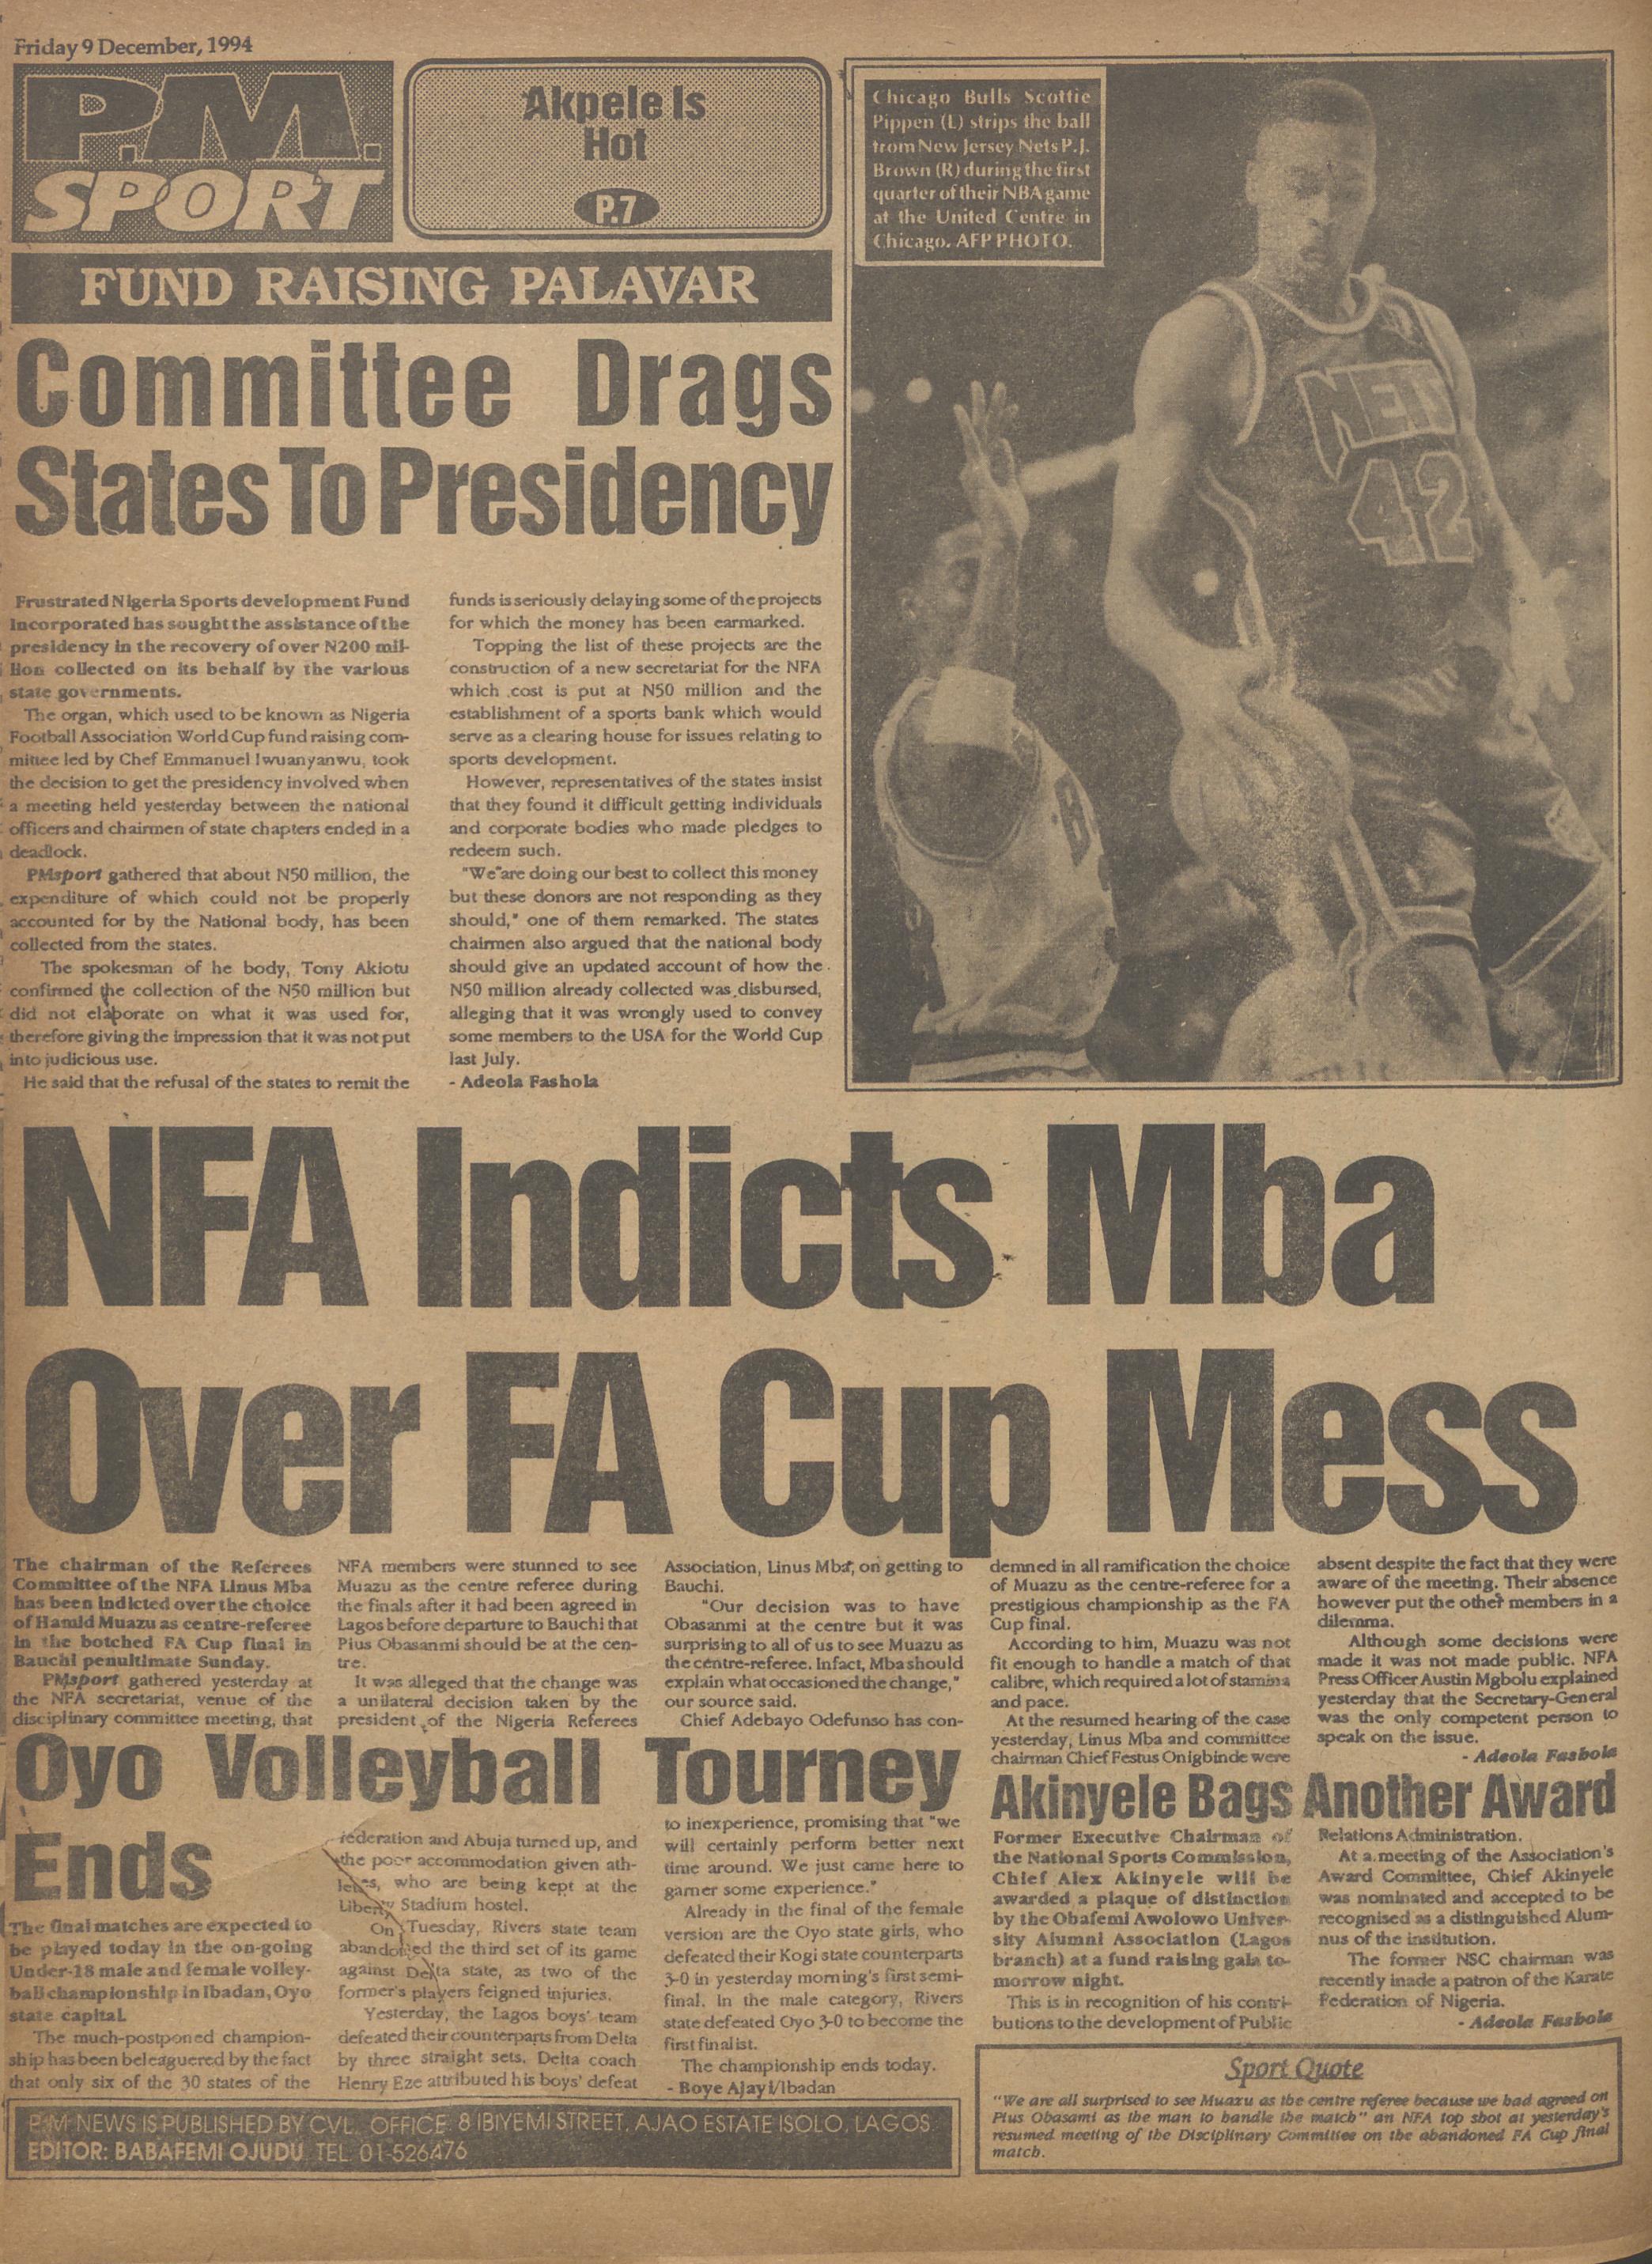 Friday 9 December, 1994
P.M.
SPORT
Akpele Is
Hot
P.7
Chicago Bulls Scottie
Pippen (L) strips the ball
from New Jersey Nets P.J.
Brown (R) during the first
quarter of their NBA game
at the United Centre in
Chicago. AFP PHOTO.
NETS
42
FUND RAISING PALAVAR
Committee Drags
States To Presidency
Frustrated Nigeria Sports development Fund
Incorporated has sought the assistance of the
presidency in the recovery of over N200 mil-
lion collected on its behalf by the various
state governments.
The organ, which used to be known as Nigeria
Football Association World Cup fund raising com-
mittee led by Chef Emmanuel Iwuanyanwu, took
the decision to get the presidency involved when
a meeting held yesterday between the national
officers and chairmen of state chapters ended in a
deadlock.
PMsport gathered that about N50 million, the
expenditure of which could not be properly
accounted for by the National body, has been
collected from the states.
The spokesman of he body, Tony Akiotu
confirmed the collection of the N50 million but
did not elaborate on what it was used for,
therefore giving the impression that it was not put
into judicious use.
He said that the refusal of the states to remit the
funds is seriously delaying some of the projects
for which the money has been earmarked.
Topping the list of these projects are the
construction of a new secretariat for the NFA
which cost is put at N50 million and the
establishment of a sports bank which would
serve as a clearing house for issues relating to
sports development.
However, representatives of the states insist
that they found it difficult getting individuals
and corporate bodies who made pledges to
redeem such.
"We"are doing our best to collect this money
but these donors are not responding as they
should," one of them remarked. The states
chairmen also argued that the national body
should give an updated account of how the
N50 million already collected was disbursed,
alleging that it was wrongly used to convey
some members to the USA for the World Cup
last July.
- Adeola Fashola
NFA Indicts Mba
Over FA Cup Mess
The chairman of the Referees
Committee of the NFA Linus Mba
has been indicted over the choice
of Hamid Muazu as centre-referee
in the botched FA Cup final in
Bauchi penultimate Sunday.
PMsport gathered yesterday at
the NFA secretariat, venue of the
disciplinary committee meeting, that
NFA members were stunned to see
Muazu as the centre referee during
the finals after it had been agreed in
Lagos before departure to Bauchi that
Pius Obasanmi should be at the cen-
tre.
It was alleged that the change was
a unilateral decision taken by the
president of the Nigeria Referees
Association, Linus Mba, on getting to
Bauchi.
"Our decision was to have
Obasanmi at the centre but it was
surprising to all of us to see Muazu as
the centre-referee. Infact, Mba should
explain what occasioned the change,"
our source said.
Chief Adebayo Odefunso has con-
demned in all ramification the choice
of Muazu as the centre-referee for a
prestigious championship as the FA
Cup final.
According to him, Muazu was not
fit enough to handle a match of that
calibre, which required a lot of stamina
and pace.
At the resumed hearing of the case
yesterday, Linus Mba and committee
chairman Chief Festus Onigbinde were
absent despite the fact that they were
aware of the meeting. Their absence
however put the other members in a
dilemma.
Although some decisions were
made it was not made public. NFA
Press Officer Austin Mgbolu explained
yesterday that the Secretary-General
was the only competent person to
speak on the issue.
- Adeola Fashola
Oyo Volleyball Tourney
Ends
The final matches are expected to
be played today in the on-going
Under-18 male and female volley-
ball championship in Ibadan, Oyo
state capital.
The much-postponed champion-
ship has been beleaguered by the fact
that only six of the 30 states of the
federation and Abuja turned up, and
the poor accommodation given ath-
letes, who are being kept at the
Liberty Stadium hostel.
On Tuesday, Rivers state team
abandoned the third set of its game
against Delta state, as two of the
former's players feigned injuries.
Yesterday, the Lagos boys' team
defeated their counterparts from Delta
by three straight sets. Delta coach
Henry Eze attributed his boys' defeat
to inexperience, promising that "we
will certainly perform better next
time around. We just came here to
garner some experience."
Already in the final of the female
version are the Oyo state girls, who
defeated their Kogi state counterparts
3-0 in yesterday morning's first semi-
final. In the male category, Rivers
state defeated Oyo 3-0 to become the
first finalist.
The championship ends today.
- Boye Ajayi/Ibadan
Akinyele Bags Another Award
Former Executive Chairman of
the National Sports Commission,
Chief Alex Akinyele will be
awarded a plaque of distinction
by the Obafemi Awolowo Univer-
sity Alumni Association (Lagos
branch) at a fund raising gala to-
morrow night.
This is in recognition of his contri-
butions to the development of Public
Relations Administration.
At a meeting of the Association's
Award Committee, Chief Akinyele
was nominated and accepted to be
recognised as a distinguished Alum-
nus of the institution.
The former NSC chairman was
recently inade a patron of the Karate
Federation of Nigeria.
- Adeola Fashola
P.M. NEWS IS PUBLISHED BY CVL. OFFICE: 8 IBIYEMI STREET, AJAO ESTATE ISOLO, LAGOS.
EDITOR: BABAFEMI OJUDU TEL. 01-526476
Sport Quote
"We are all surprised to see Muazu as the centre referee because we had agreed on
Pius Obasami as the man to handle the match" an NFA top shot at yesterday's
resumed meeting of the Disciplinary Committee on the abandoned FA Cup final
match.